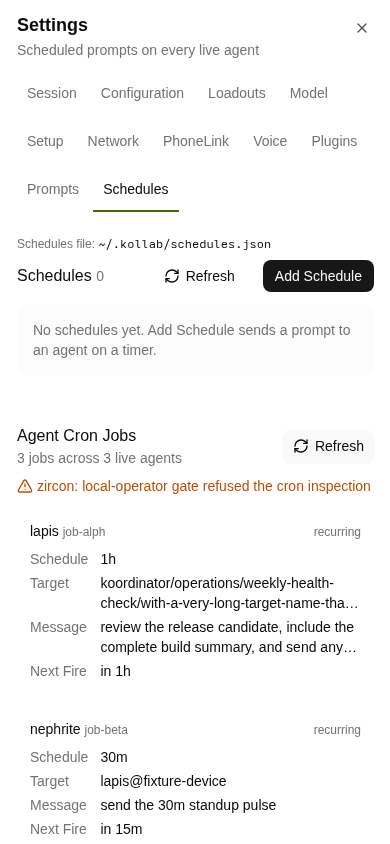 Settings
Scheduled prompts on every live agent
Session Configuration Loadouts Model
Setup Network PhoneLink Voice Plugins
Prompts Schedules
Schedules file: ~/.kollab/schedules.json
Schedules 0 Refresh Add Schedule
No schedules yet. Add Schedule sends a prompt to
an agent on a timer.
Agent Cron Jobs
Refresh
3 jobs across 3 live agents
zircon: local-operator gate refused the cron inspection
lapis job-alph recurring
Schedule 1h
Target koordinator/operations/weekly-health-
check/with-a-very-long-target-name-tha…
Message review the release candidate, include the
complete build summary, and send any…
Next Fire in 1h
nephrite job-beta recurring
Schedule 30m
Target lapis@fixture-device
Message send the 30m standup pulse
Next Fire in 15m